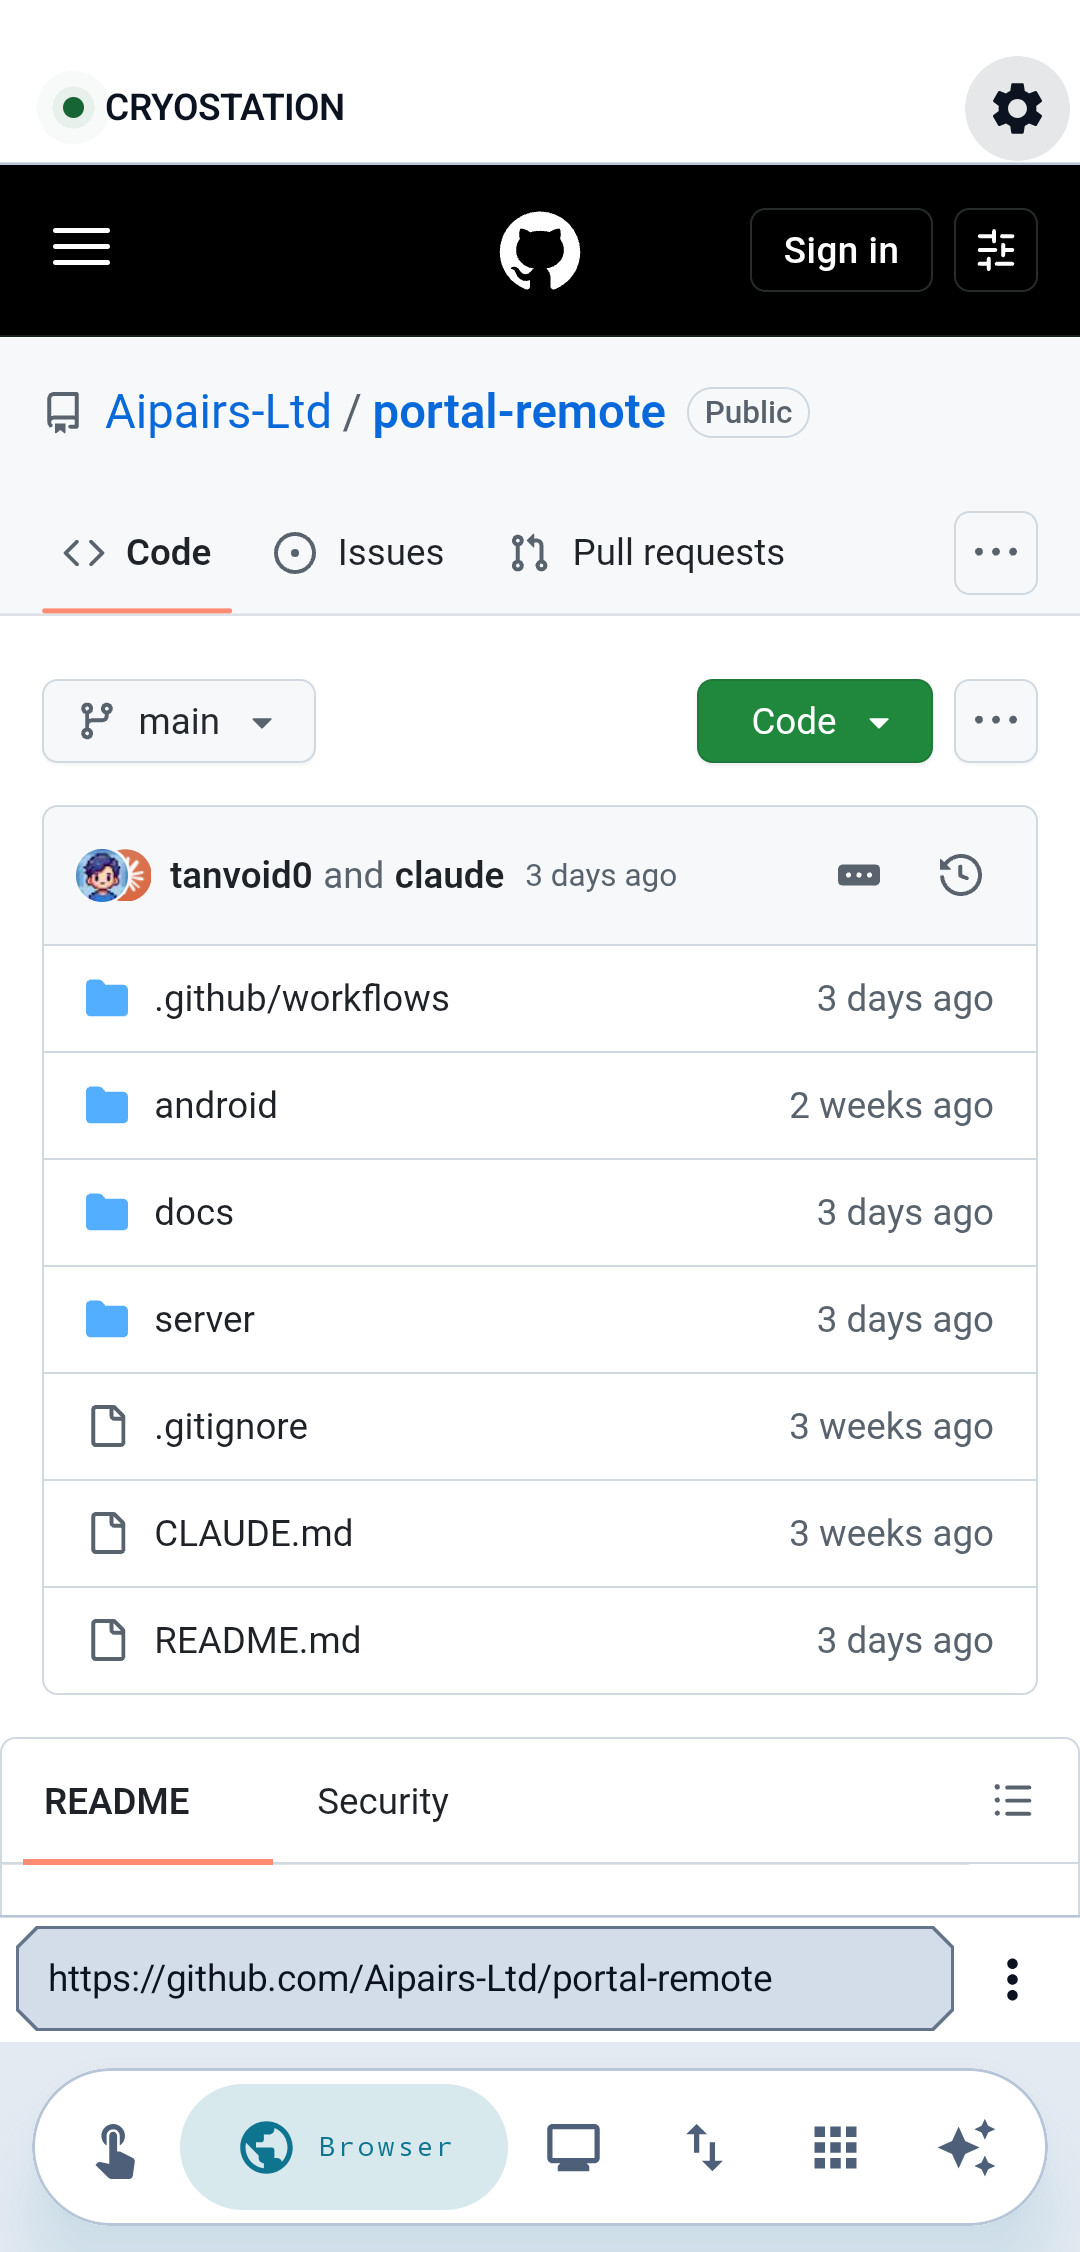 CRYOSTATION
Sign in
Aipairs-Ltd / portal-remote Public
Code Issues Pull requests
main Code
tanvoid0 and claude 3 days ago
.github/workflows 3 days ago
android 2 weeks ago
docs 3 days ago
server 3 days ago
.gitignore 3 weeks ago
CLAUDE.md 3 weeks ago
README.md 3 days ago
README Security
https://github.com/Aipairs-Ltd/portal-remote
Browser